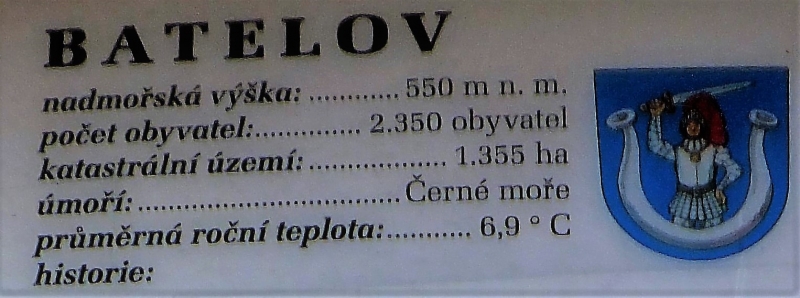 BATELOV
nadmořská výška: ............ 550 m n. m.
počet obyvatel:.............. 2.350 obyvatel
katastrální území: .................. 1.355 ha
úmoří: .................................. Černé moře
průměrná roční teplota:........... 6,9 ° C
historie: